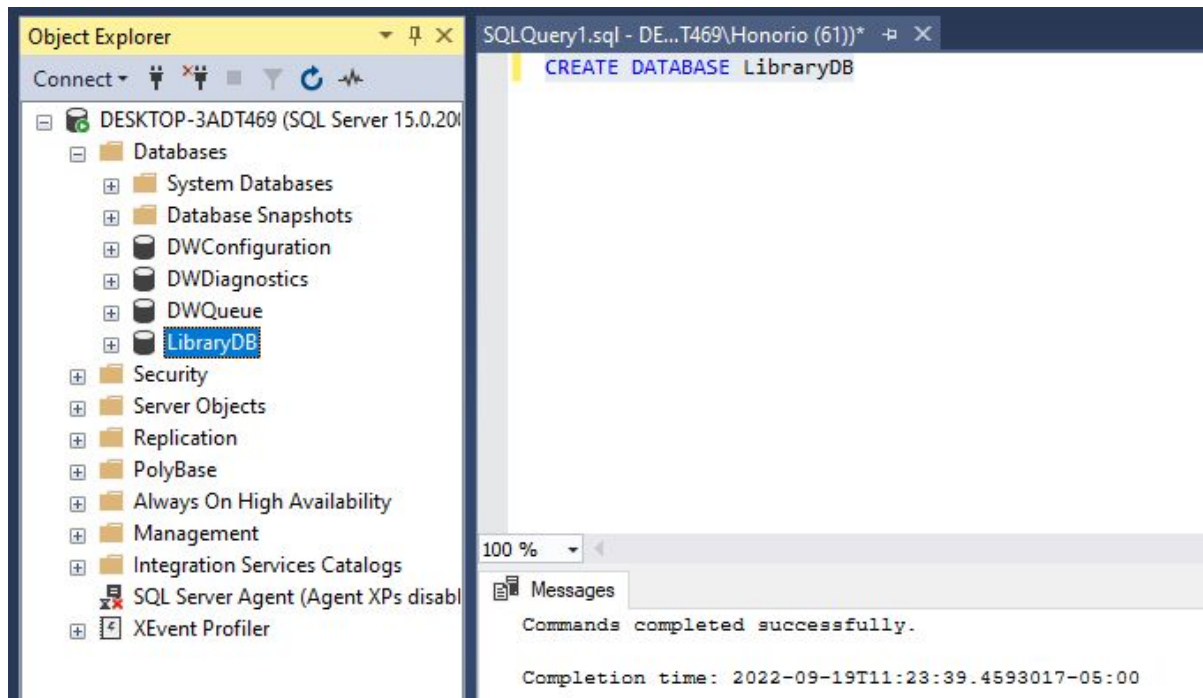 Object Explorer
Connect
DESKTOP-3ADT469 (SQL Server 15.0.200
Databases
System Databases
Database Snapshots
DWConfiguration
DWDiagnostics
DWQueue
LibraryDB
Security
Server Objects
Replication
PolyBase
Always On High Availability
Management
Integration Services Catalogs
SQL Server Agent (Agent XPs disabl
XEvent Profiler
SQLQuery1.sql - DE...T469\Honorio (61))*
CREATE DATABASE LibraryDB
100 %
Messages
Commands completed successfully.
Completion time: 2022-09-19T11:23:39.4593017-05:00